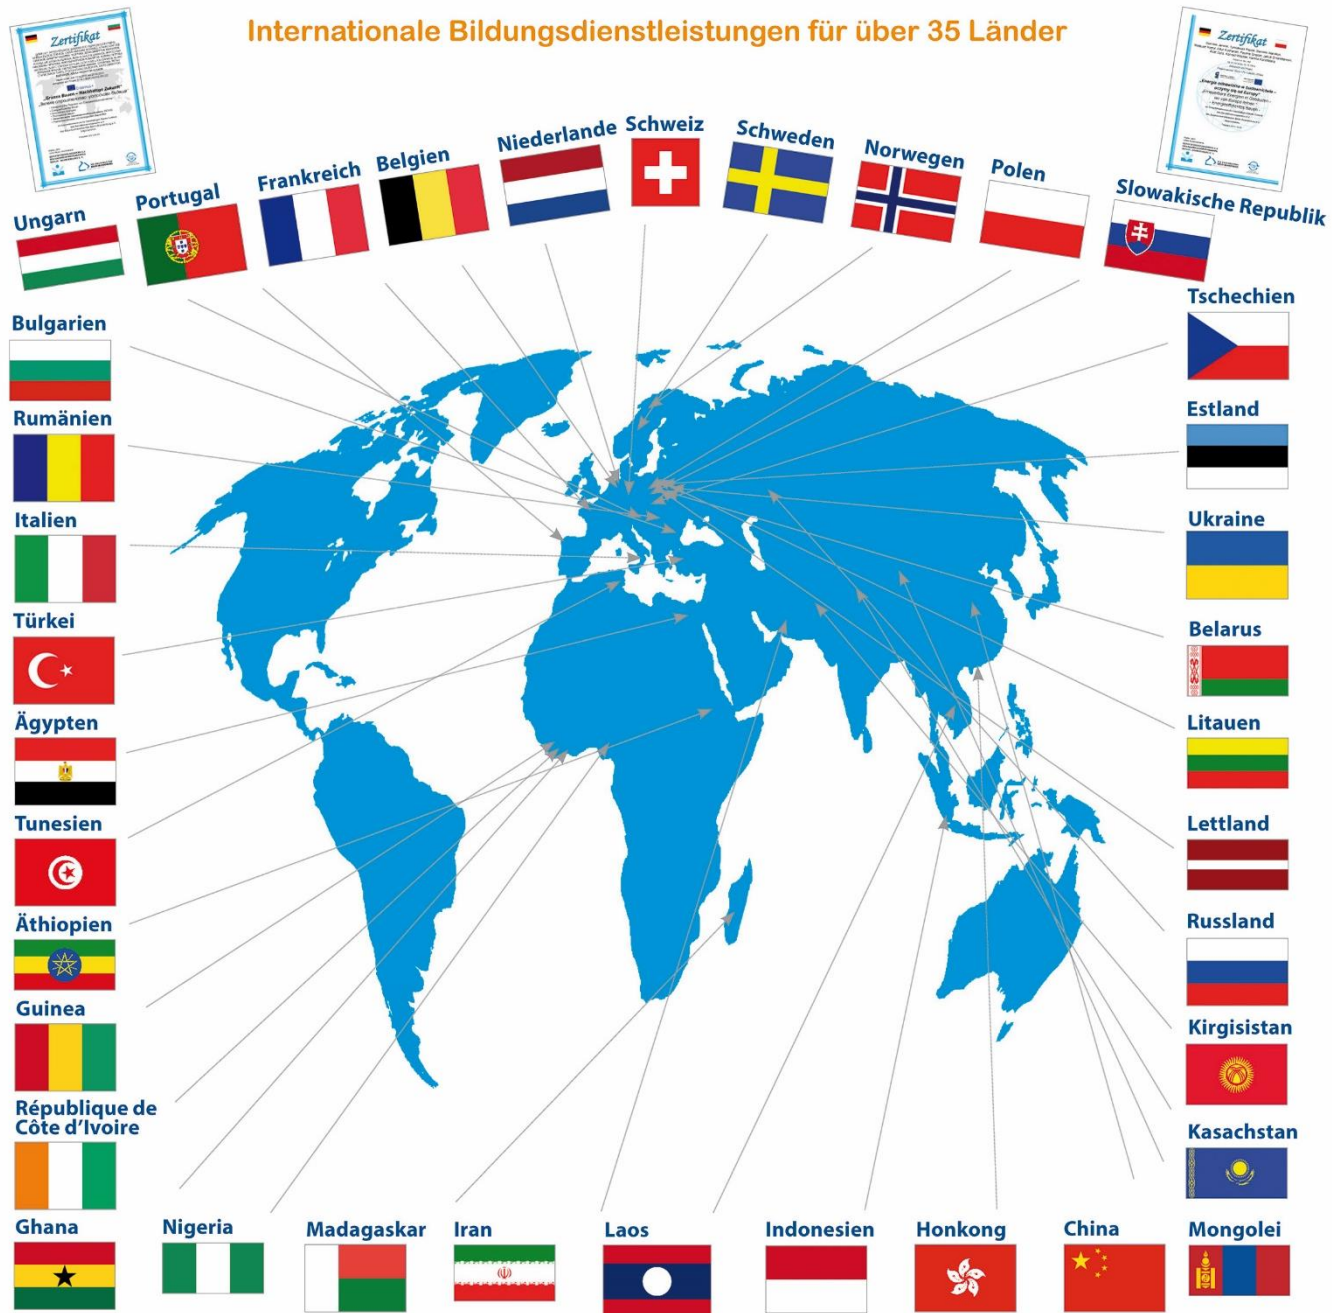 Internationale Bildungsdienstleistungen für über 35 Länder
Zertifikat
Zertifikat
Ungarn
Portugal
Frankreich
Belgien
Niederlande
Schweiz
Schweden
Norwegen
Polen
Slowakische Republik
Bulgarien
Rumänien
Italien
Türkei
Ägypten
Tunesien
Äthiopien
Guinea
République de
Côte d'Ivoire
Ghana
Nigeria
Madagaskar
Iran
Laos
Indonesien
Honkong
China
Mongolei
Tschechien
Estland
Ukraine
Belarus
Litauen
Lettland
Russland
Kirgisistan
Kasachstan